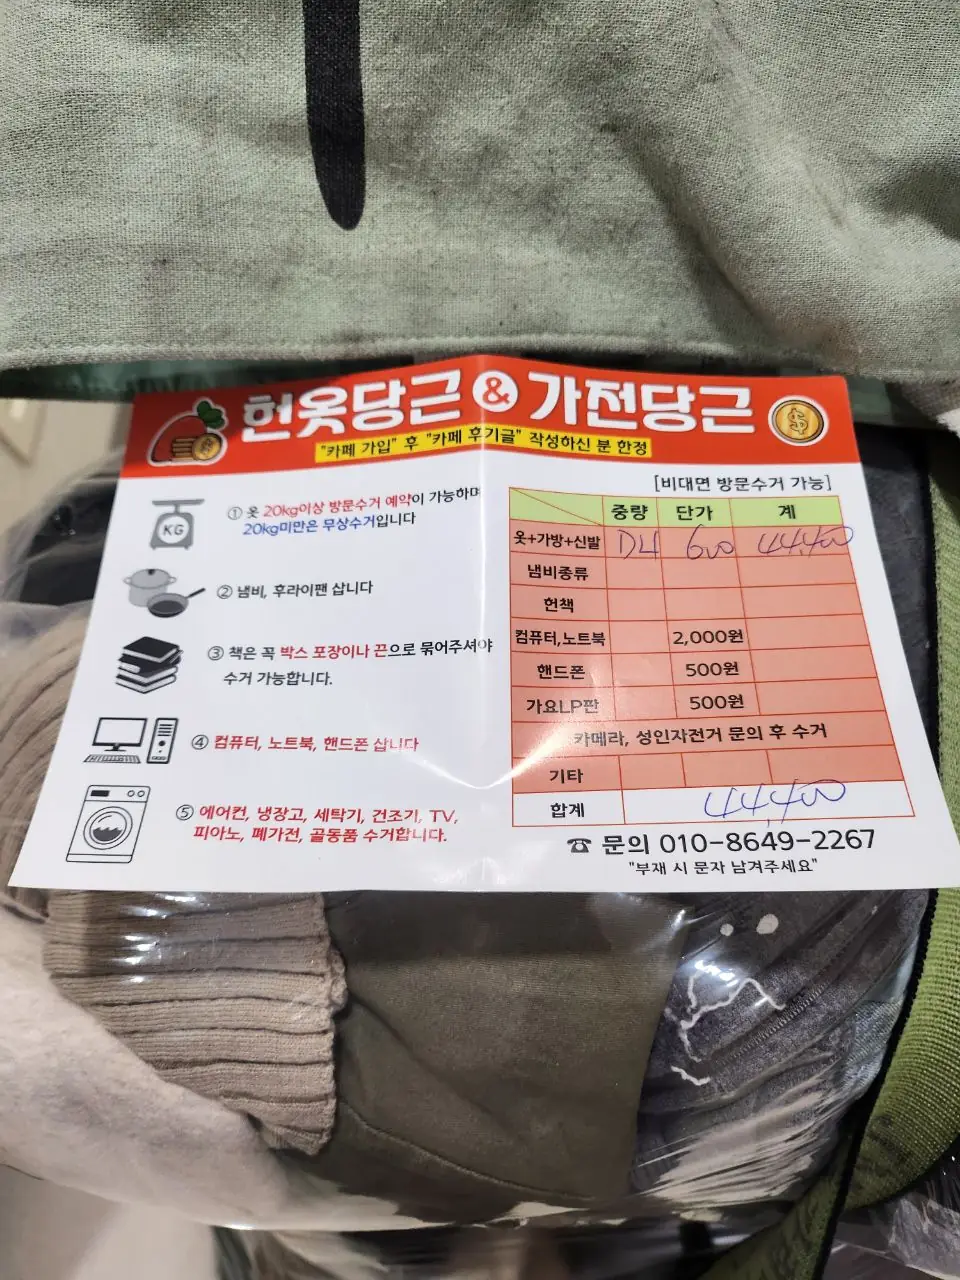 헌옷당근 & 가전당근
"카페 가입" 후 "카페 후기글" 작성하신 분 한정
KG
① 옷 20kg이상 방문수거 예약이 가능하며
20kg미만은 무상수거입니다
② 냄비, 후라이팬 삽니다
③ 책은 꼭 박스 포장이나 끈으로 묶어주셔야
수거 가능합니다.
④ 컴퓨터, 노트북, 핸드폰 삽니다
⑤ 에어컨, 냉장고, 세탁기, 건조기, TV,
피아노, 폐가전, 골동품 수거합니다.
[비대면 방문수거 가능]
중량 단가 계
옷+가방+신발 600 44,400
냄비종류
헌책
컴퓨터,노트북 2,000원
핸드폰 500원
가요LP판 500원
카메라, 성인자전거 문의 후 수거
기타
합계 44,400
☎ 문의 010-8649-2267
"부재 시 문자 남겨주세요"